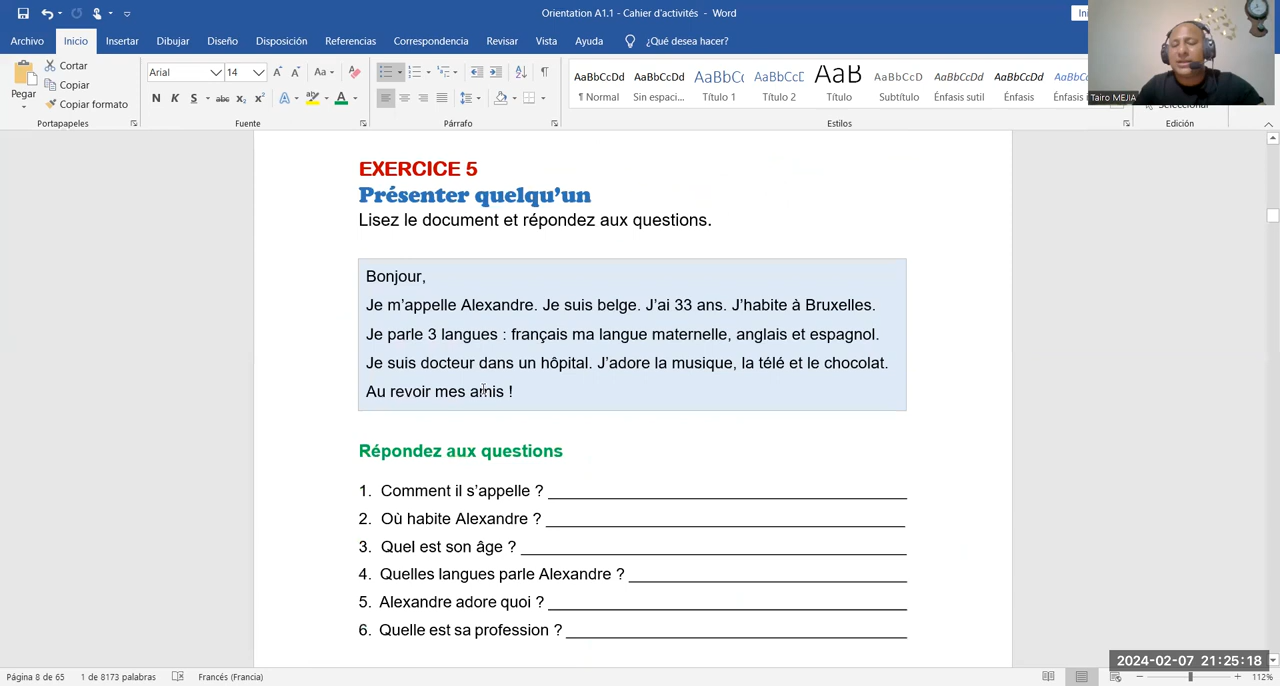 Orientation A1.1 - Cahier d'activités - Word
Archivo Inicio Insertar Dibujar Diseño Disposición Referencias Correspondencia Revisar Vista Ayuda ¿Qué desea hacer?
Pegar
Cortar
Copiar
Copiar formato
Portapapeles
Arial 14
Aa
N K S abc x₂ x² A ab A
Fuente
Párrafo
AaBbCcDd AaBbCcDd AaBbCc AaBbCcC AaB AaBbCcD AaBbCcDd AaBbCcDd AaBbCcDd
¶ Normal Sin espaci... Título 1 Título 2 Título Subtítulo Énfasis sutil Énfasis Énfasis
Estilos
Edición
Tairo MEJIA
EXERCICE 5
Présenter quelqu'un
Lisez le document et répondez aux questions.
Bonjour,
Je m'appelle Alexandre. Je suis belge. J'ai 33 ans. J'habite à Bruxelles.
Je parle 3 langues : français ma langue maternelle, anglais et espagnol.
Je suis docteur dans un hôpital. J'adore la musique, la télé et le chocolat.
Au revoir mes amis !
Répondez aux questions
1. Comment il s'appelle ?
2. Où habite Alexandre ?
3. Quel est son âge ?
4. Quelles langues parle Alexandre ?
5. Alexandre adore quoi ?
6. Quelle est sa profession ?
2024-02-07 21:25:18
Página 8 de 65 1 de 8173 palabras Francés (Francia) 112%